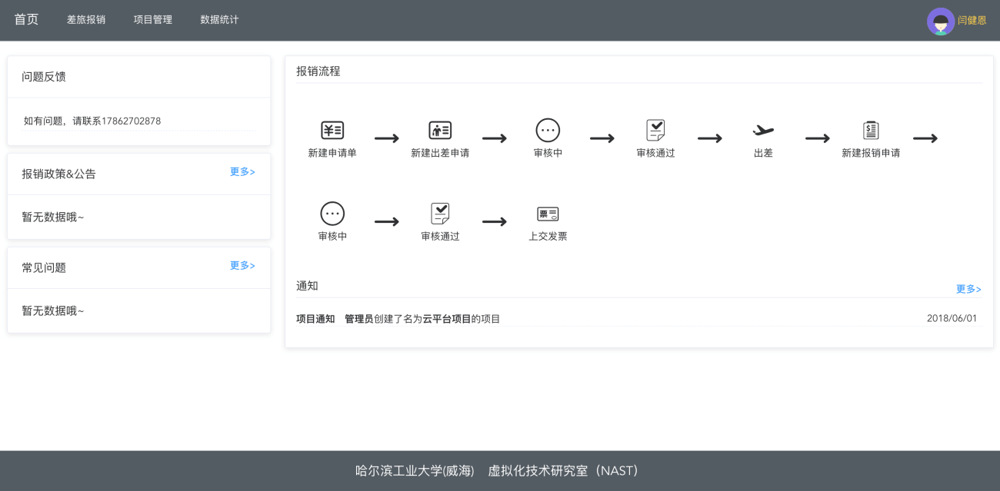 首页 差旅报销 项目管理 数据统计 闫健恩
问题反馈
如有问题，请联系17862702878
报销政策&公告 更多>
暂无数据哦~
常见问题 更多>
暂无数据哦~
报销流程
新建申请单 新建出差申请 审核中 审核通过 出差 新建报销申请
审核中 审核通过 上交发票
通知 更多>
项目通知 管理员创建了名为云平台项目的项目 2018/06/01
哈尔滨工业大学(威海) 虚拟化技术研究室（NAST）